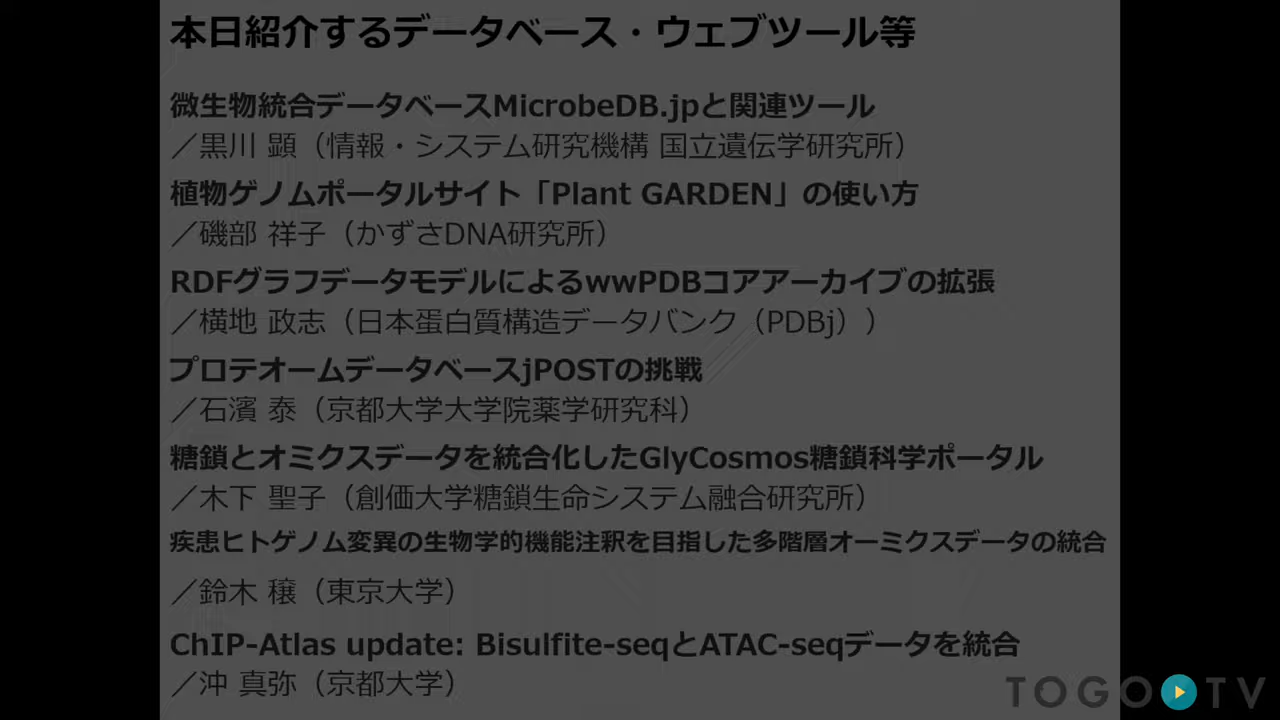 本日紹介するデータベース・ウェブツール等
微生物統合データベースMicrobeDB.jpと関連ツール
／黒川 顕（情報・システム研究機構 国立遺伝学研究所）
植物ゲノムポータルサイト「Plant GARDEN」の使い方
／磯部 祥子（かずさDNA研究所）
RDFグラフデータモデルによるwwPDBコアアーカイブの拡張
／横地 政志（日本蛋白質構造データバンク（PDBj））
プロテオームデータベースjPOSTの挑戦
／石濱 泰（京都大学大学院薬学研究科）
糖鎖とオミクスデータを統合化したGlyCosmos糖鎖科学ポータル
／木下 聖子（創価大学糖鎖生命システム融合研究所）
疾患ヒトゲノム変異の生物学的機能注釈を目指した多階層オーミクスデータの統合
／鈴木 穣（東京大学）
ChIP-Atlas update: Bisulfite-seqとATAC-seqデータを統合
／沖 真弥（京都大学）
TOGO TV